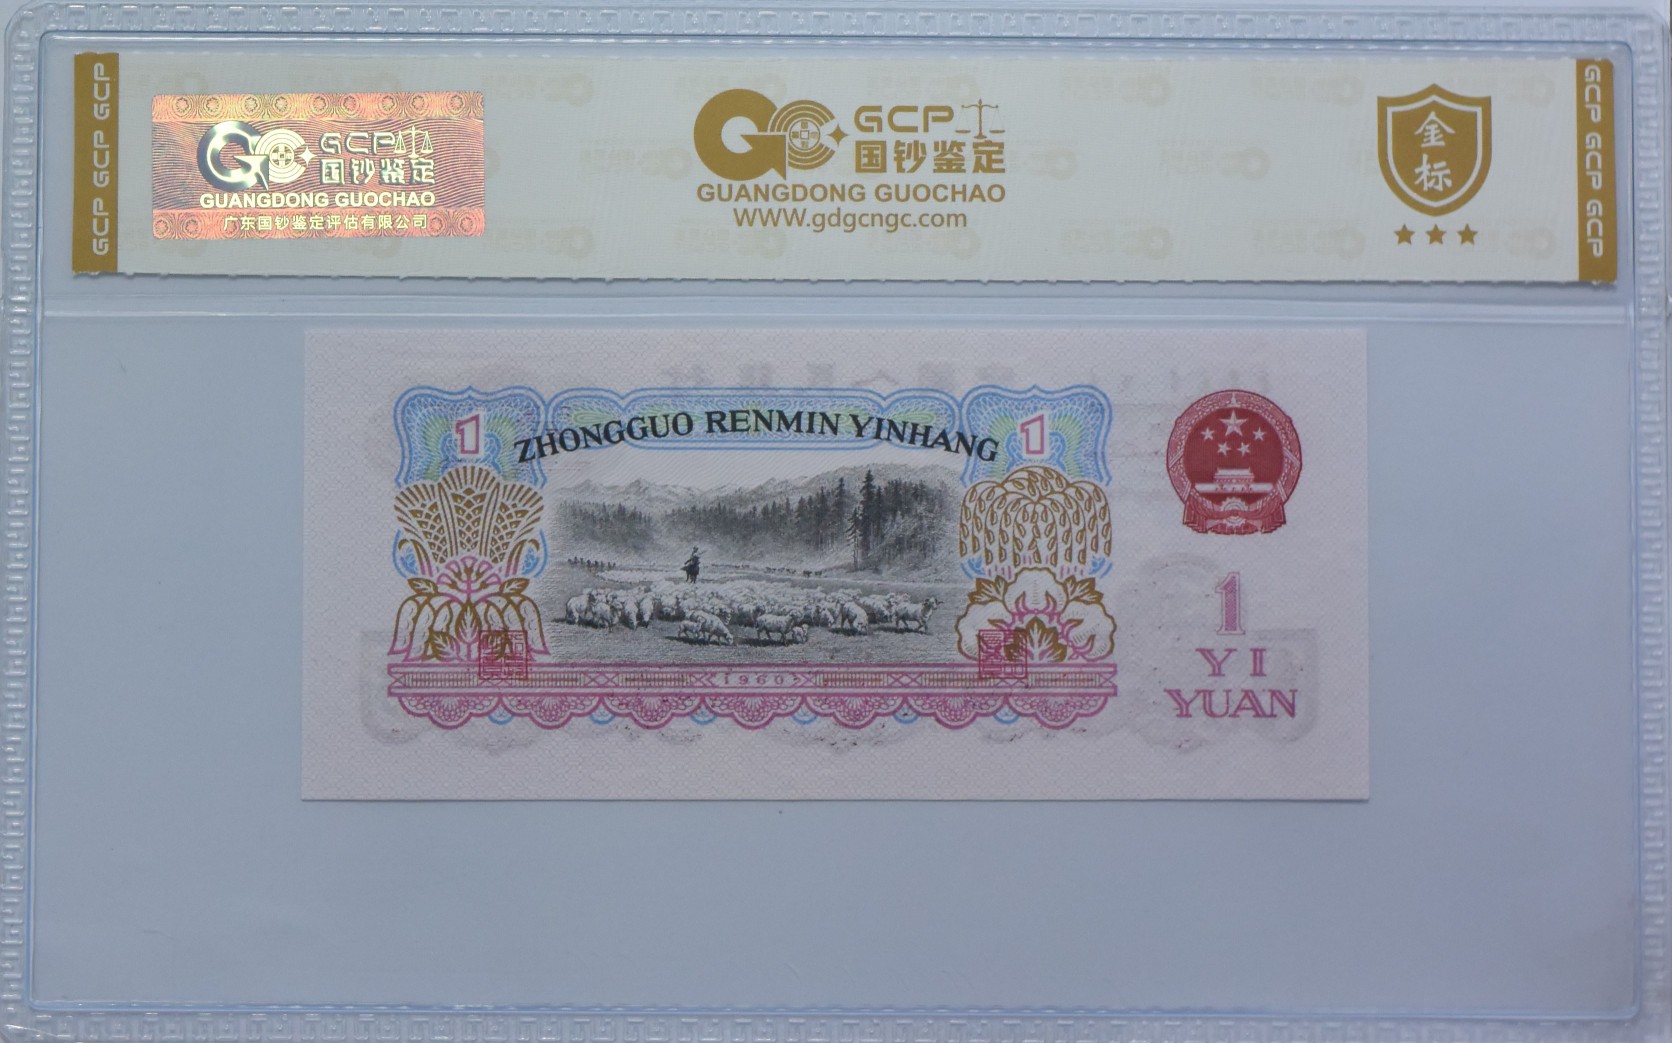 GCP GCP GCP
GCP
国钞鉴定
GUANGDONG GUOCHAO
广东国钞鉴定评估有限公司
GCP
国钞鉴定
GUANGDONG GUOCHAO
WWW.gdgcngc.com
金
标
GCP GCP GCP
1
ZHONGGUO RENMIN YINHANG
1
1960
1
YI
YUAN